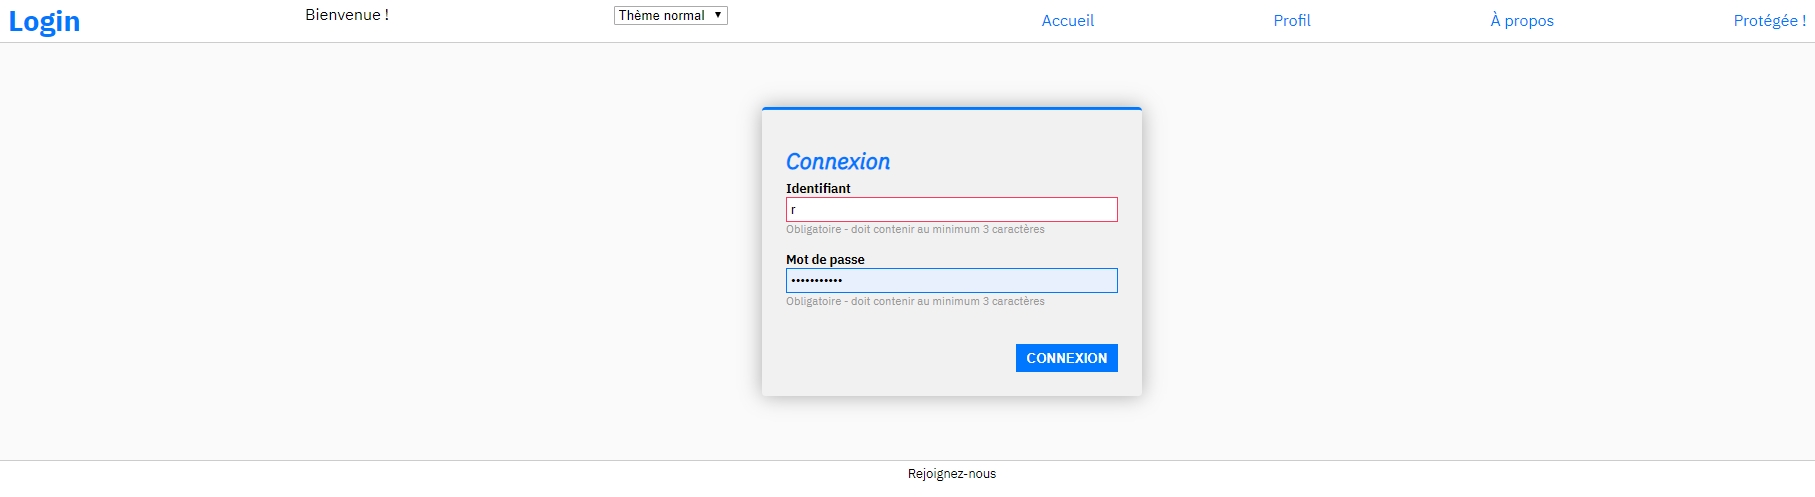 Login
Bienvenue !
Thème normal
Accueil
Profil
À propos
Protégée !
Connexion
Identifiant
r
Obligatoire - doit contenir au minimum 3 caractères
Mot de passe
•••••••••••
Obligatoire - doit contenir au minimum 3 caractères
CONNEXION
Rejoignez-nous